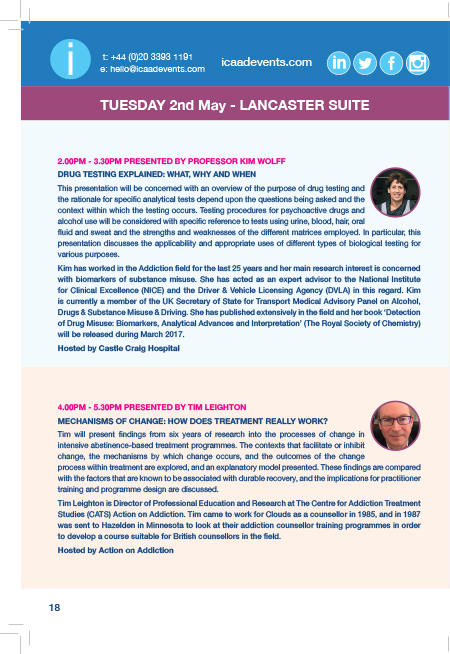 t: +44 (0)20 3393 1191
e: hello@icaadevents.com
icaadevents.com
TUESDAY 2nd May - LANCASTER SUITE
2.00PM - 3.30PM PRESENTED BY PROFESSOR KIM WOLFF
DRUG TESTING EXPLAINED: WHAT, WHY AND WHEN
This presentation will be concerned with an overview of the purpose of drug testing and
the rationale for specific analytical tests depend upon the questions being asked and the
context within which the testing occurs. Testing procedures for psychoactive drugs and
alcohol use will be considered with specific reference to tests using urine, blood, hair, oral
fluid and sweat and the strengths and weaknesses of the different matrices employed. In particular, this
presentation discusses the applicability and appropriate uses of different types of biological testing for
various purposes.
Kim has worked in the Addiction field for the last 25 years and her main research interest is concerned
with biomarkers of substance misuse. She has acted as an expert advisor to the National Institute
for Clinical Excellence (NICE) and the Driver & Vehicle Licensing Agency (DVLA) in this regard. Kim
is currently a member of the UK Secretary of State for Transport Medical Advisory Panel on Alcohol,
Drugs & Substance Misuse & Driving. She has published extensively in the field and her book 'Detection
of Drug Misuse: Biomarkers, Analytical Advances and Interpretation' (The Royal Society of Chemistry)
will be released during March 2017.
Hosted by Castle Craig Hospital
4.00PM - 5.30PM PRESENTED BY TIM LEIGHTON
MECHANISMS OF CHANGE: HOW DOES TREATMENT REALLY WORK?
Tim will present findings from six years of research into the processes of change in
intensive abstinence-based treatment programmes. The contexts that facilitate or inhibit
change, the mechanisms by which change occurs, and the outcomes of the change
process within treatment are explored, and an explanatory model presented. These findings are compared
with the factors that are known to be associated with durable recovery, and the implications for practitioner
training and programme design are discussed.
Tim Leighton is Director of Professional Education and Research at The Centre for Addiction Treatment
Studies (CATS) Action on Addiction. Tim came to work for Clouds as a counsellor in 1985, and in 1987
was sent to Hazelden in Minnesota to look at their addiction counsellor training programmes in order
to develop a course suitable for British counsellors in the field.
Hosted by Action on Addiction
18